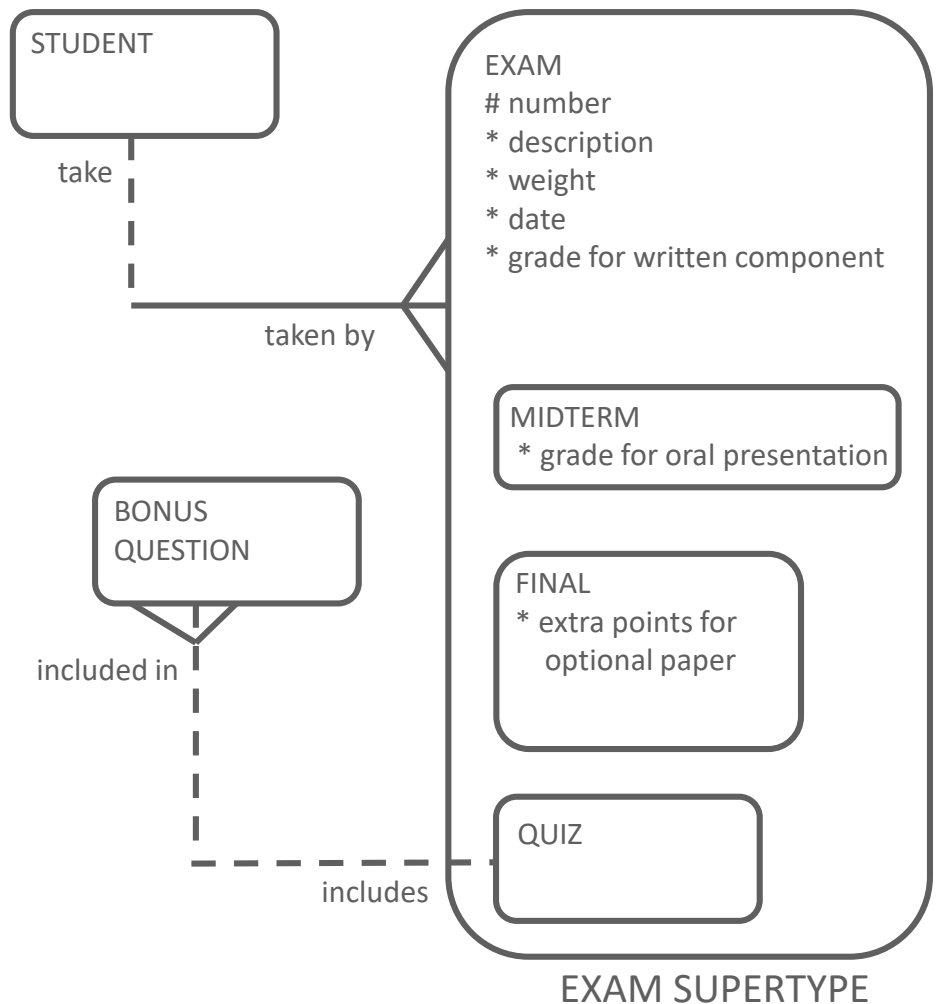 STUDENT
take
taken by
EXAM
# number
* description
* weight
* date
* grade for written component
MIDTERM
* grade for oral presentation
BONUS
QUESTION
included in
includes
FINAL
* extra points for
optional paper
QUIZ
EXAM SUPERTYPE